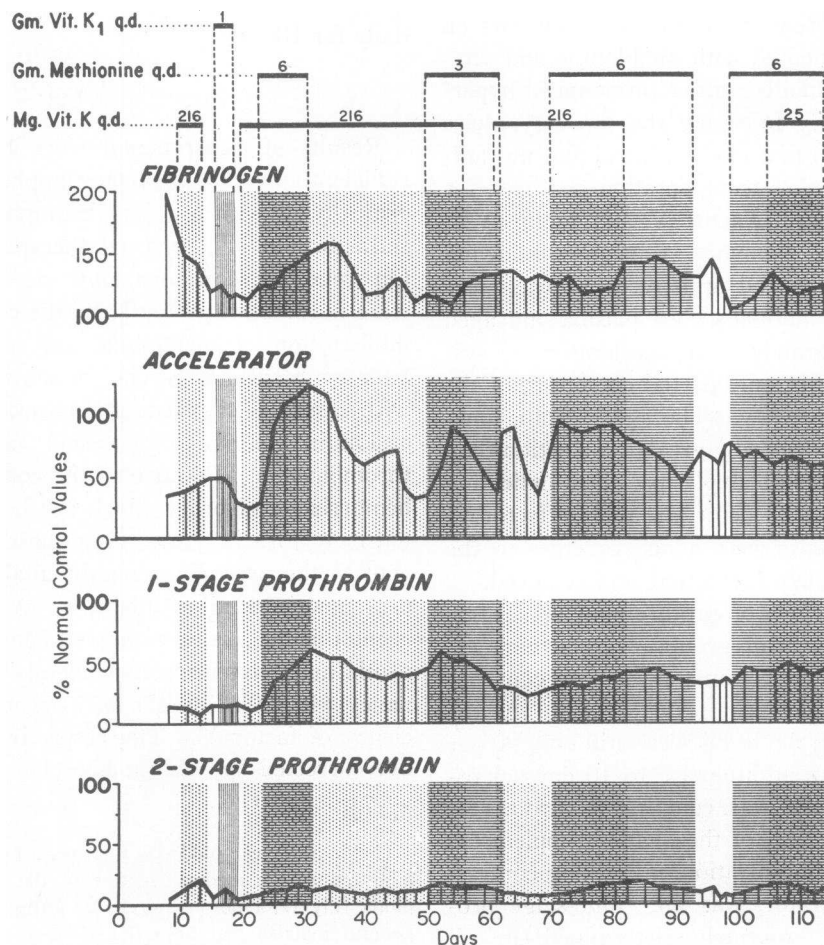 Gm. Vit. K1 q.d. 1
Gm. Methionine q.d. 6 3 6 6
Mg. Vit. K q.d. 216 216 216 25
FIBRINOGEN
200
150
100
ACCELERATOR
100
50
0
1-STAGE PROTHROMBIN
100
50
0
2-STAGE PROTHROMBIN
100
50
0
% Normal Control Values
0 10 20 30 40 50 60 70 80 90 100 110
Days